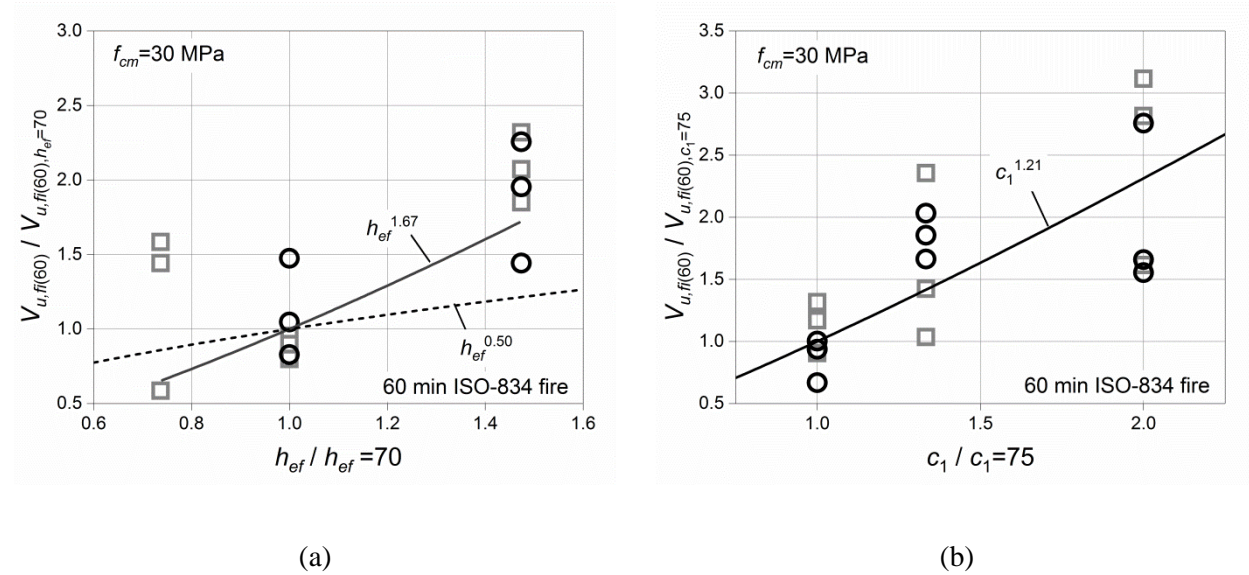 f_cm=30 MPa
3.0
2.5
2.0
1.5
1.0
0.5
V_u,fi(60) / V_u,fi(60),h_ef=70
h_ef^1.67
h_ef^0.50
60 min ISO-834 fire
0.6 0.8 1.0 1.2 1.4 1.6
h_ef / h_ef =70
(a)
f_cm=30 MPa
3.5
3.0
2.5
2.0
1.5
1.0
0.5
V_u,fi(60) / V_u,fi(60),c_1=75
c_1^1.21
60 min ISO-834 fire
1.0 1.5 2.0
c_1 / c_1=75
(b)